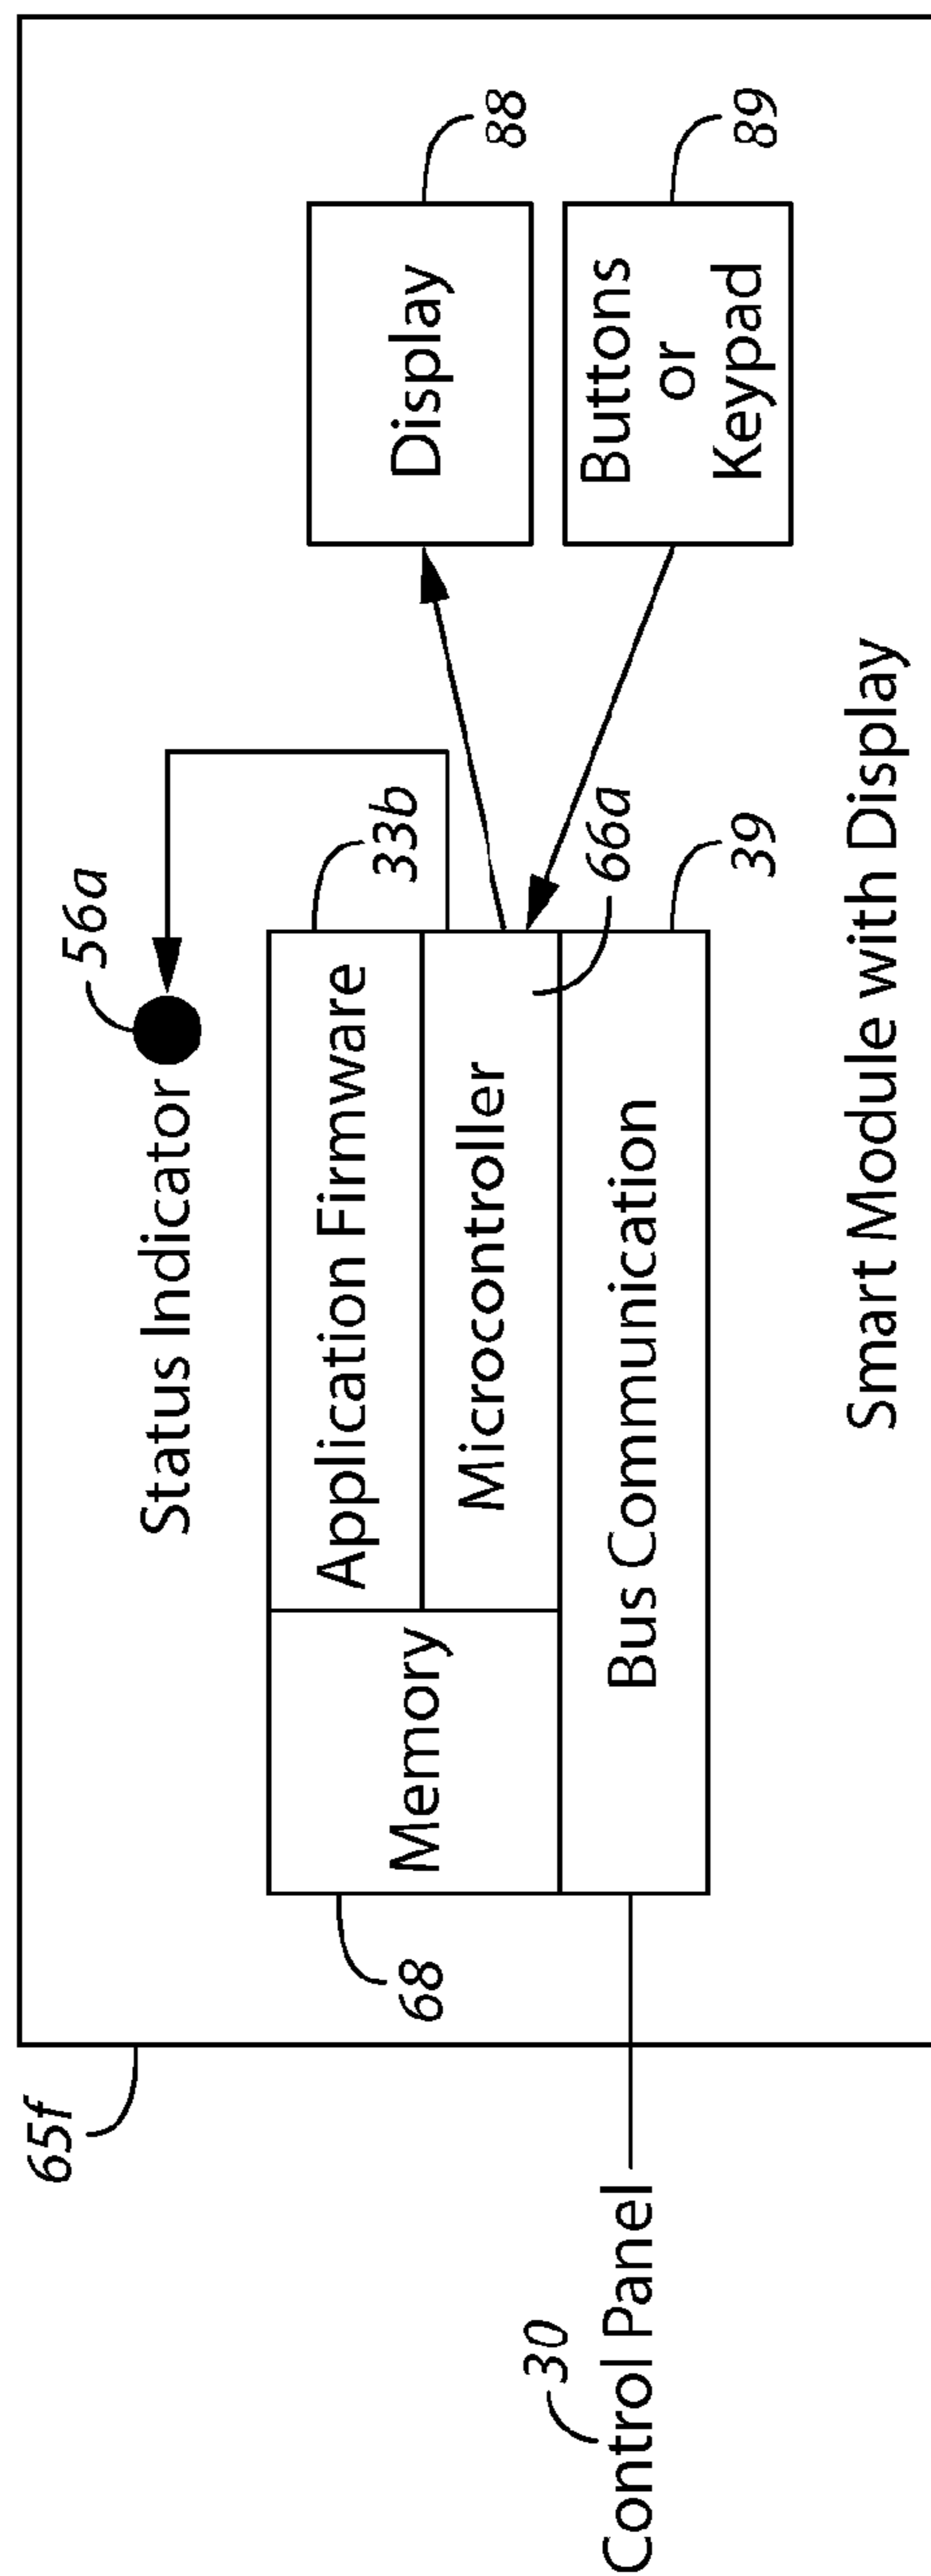 65f
56a
Status Indicator
Memory
Application Firmware
33b
Display
88
68
Microcontroller
66a
30
Control Panel
Bus Communication
39
Buttons
or
Keypad
89
Smart Module with Display